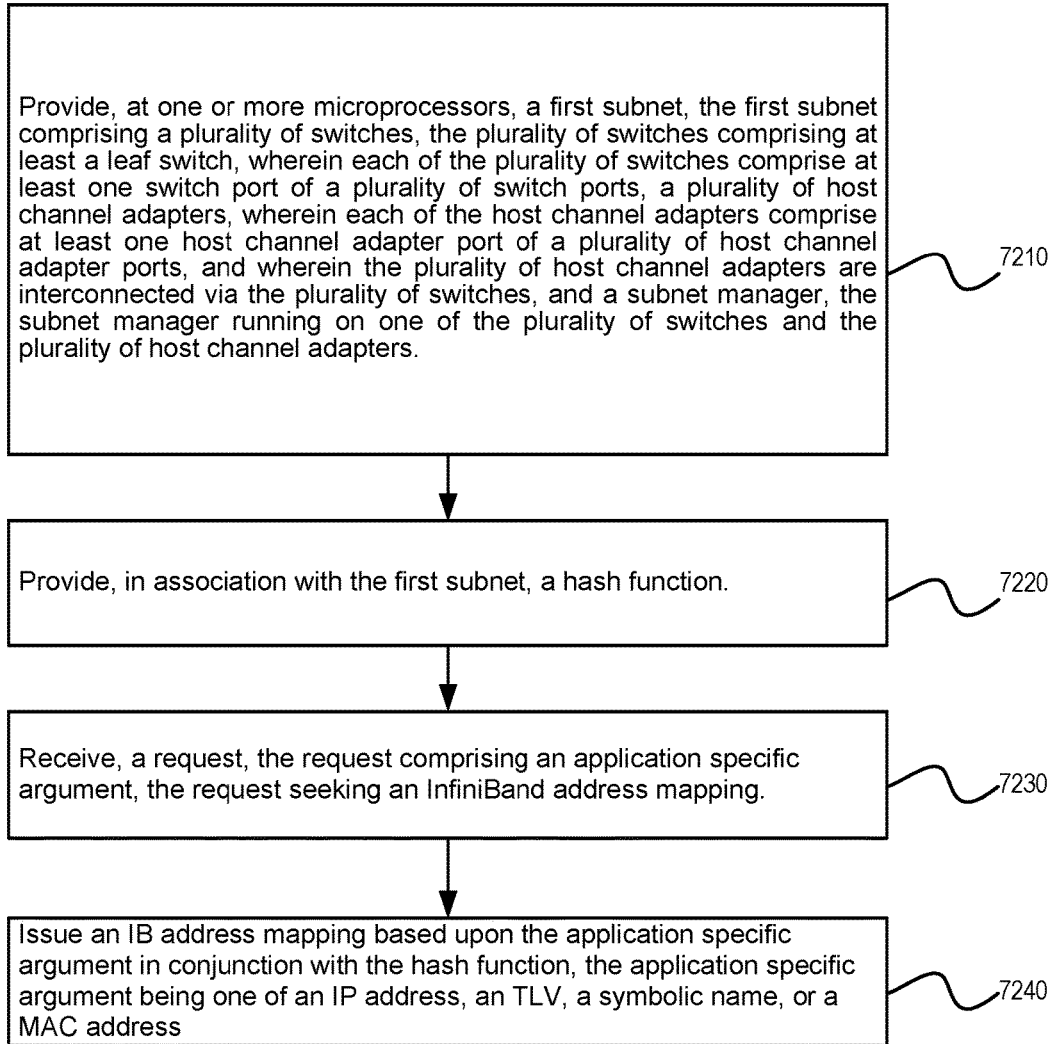 Provide, at one or more microprocessors, a first subnet, the first subnet
comprising a plurality of switches, the plurality of switches comprising at
least a leaf switch, wherein each of the plurality of switches comprise at
least one switch port of a plurality of switch ports, a plurality of host
channel adapters, wherein each of the host channel adapters comprise
at least one host channel adapter port of a plurality of host channel
adapter ports, and wherein the plurality of host channel adapters are
interconnected via the plurality of switches, and a subnet manager, the
subnet manager running on one of the plurality of switches and the
plurality of host channel adapters.
7210
Provide, in association with the first subnet, a hash function.
7220
Receive, a request, the request comprising an application specific
argument, the request seeking an InfiniBand address mapping.
7230
Issue an IB address mapping based upon the application specific
argument in conjunction with the hash function, the application specific
argument being one of an IP address, an TLV, a symbolic name, or a
MAC address
7240